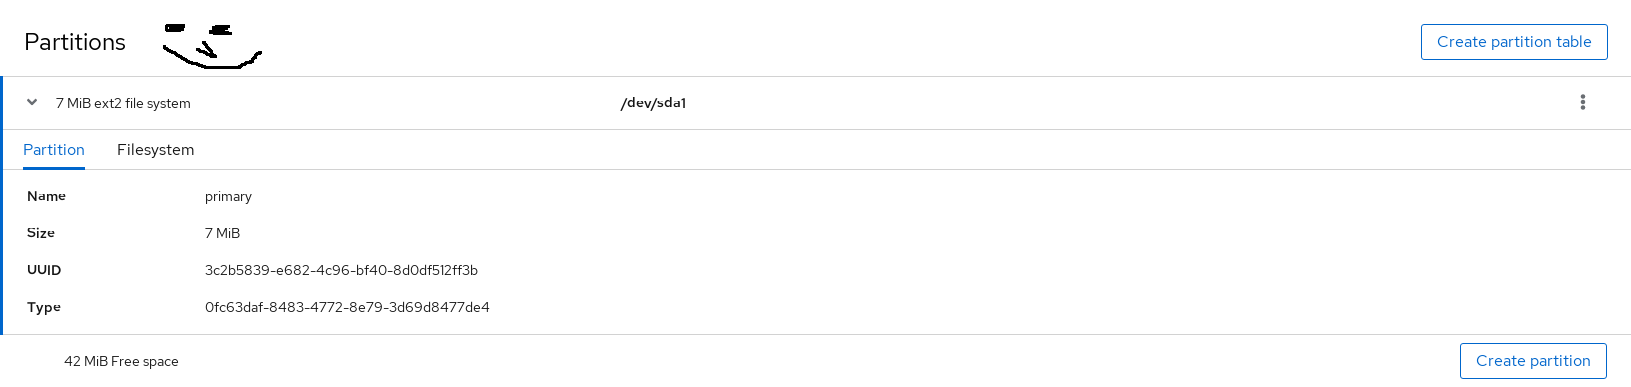 Partitions
Create partition table
7 MiB ext2 file system /dev/sda1
Partition Filesystem
Name primary
Size 7 MiB
UUID 3c2b5839-e682-4c96-bf40-8d0df512ff3b
Type 0fc63daf-8483-4772-8e79-3d69d8477de4
42 MiB Free space
Create partition